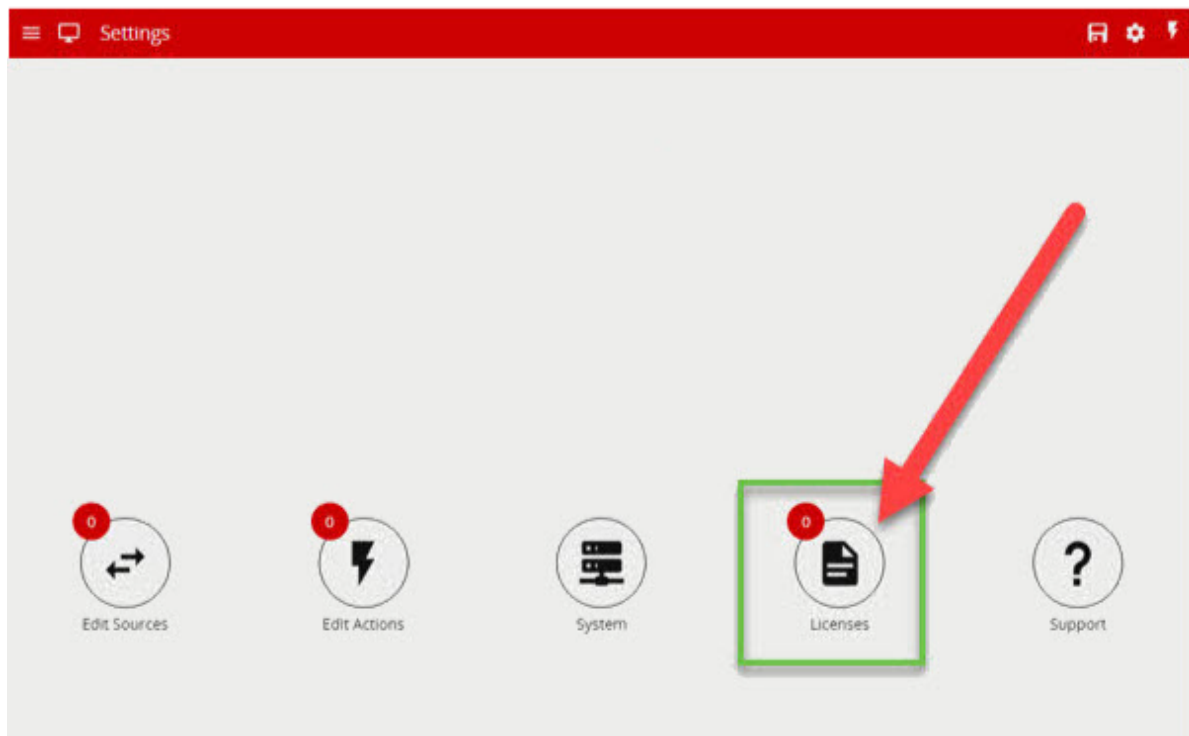 Settings
0
0
0
Edit Sources
Edit Actions
System
Licenses
Support